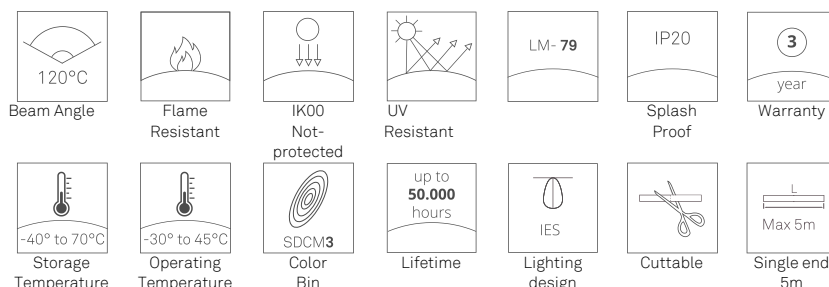 120°C
Beam Angle
Flame
Resistant
IK00
Not-
protected
UV
Resistant
LM- 79
IP20
Splash
Proof
3
year
Warranty
-40° to 70°C
Storage
Temperature
-30° to 45°C
Operating
Temperature
SDCM3
Color
Bin
up to
50.000
hours
Lifetime
IES
Lighting
design
Cuttable
L
Max 5m
Single end
5m